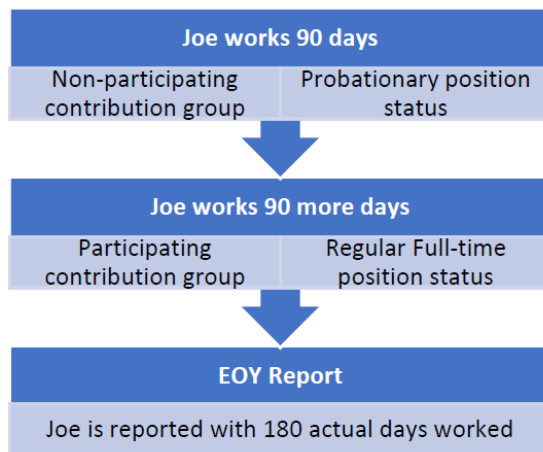 Joe works 90 days
Non-participating
contribution group
Probationary position
status
Joe works 90 more days
Participating
contribution group
Regular Full-time
position status
EOY Report
Joe is reported with 180 actual days worked